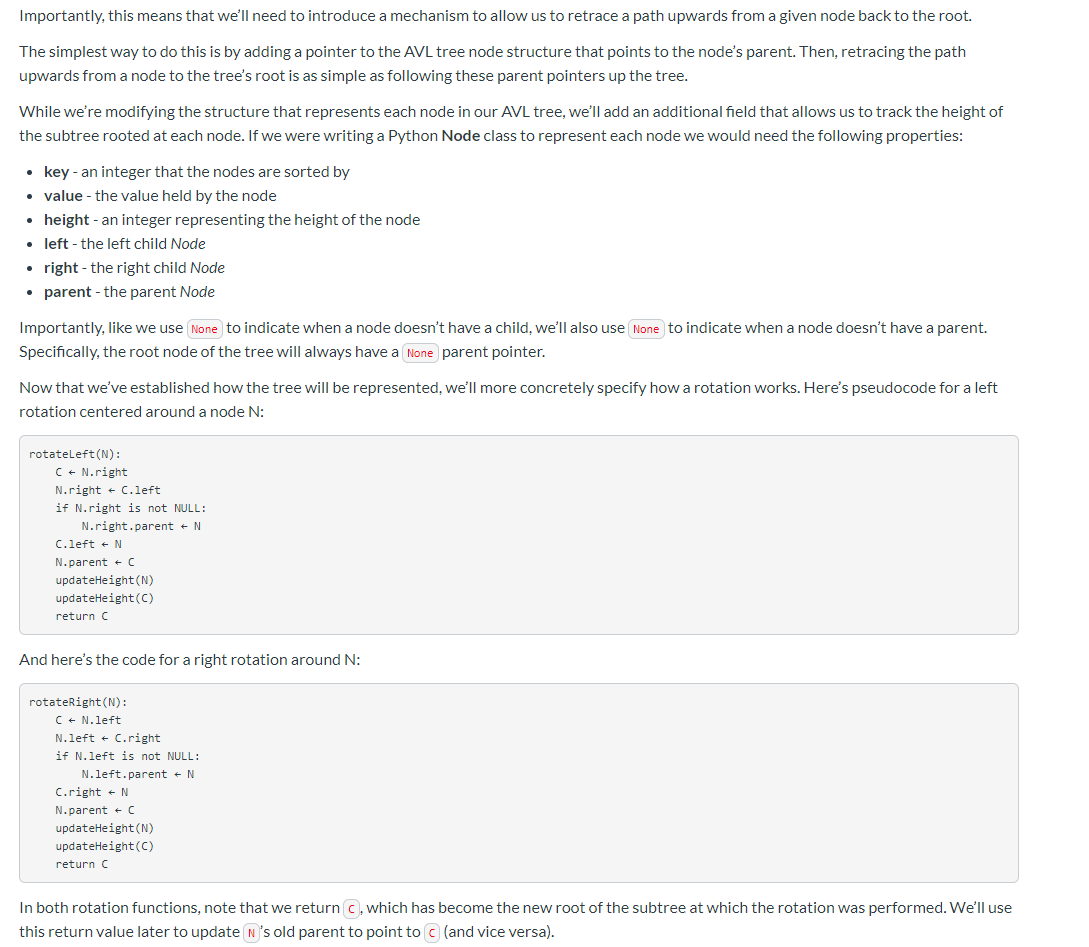 Importantly, this means that we'll need to introduce a mechanism to allow us to retrace a path upwards from a given node back to the root.
The simplest way to do this is by adding a pointer to the AVL tree node structure that points to the node's parent. Then, retracing the path
upwards from a node to the tree's root is as simple as following these parent pointers up the tree.
While we're modifying the structure that represents each node in our AVL tree, we'll add an additional field that allows us to track the height of
the subtree rooted at each node. If we were writing a Python Node class to represent each node we would need the following properties:
• key - an integer that the nodes are sorted by
• value - the value held by the node
• height - an integer representing the height of the node
• left - the left child Node
• right - the right child Node
• parent - the parent Node
Importantly, like we use None to indicate when a node doesn't have a child, we'll also use None to indicate when a node doesn't have a parent.
Specifically, the root node of the tree will always have a None parent pointer.
Now that we've established how the tree will be represented, we'll more concretely specify how a rotation works. Here's pseudocode for a left
rotation centered around a node N:
rotateLeft(N):
    C ← N.right
    N.right ← C.left
    if N.right is not NULL:
        N.right.parent ← N
    C.left ← N
    N.parent ← C
    updateHeight(N)
    updateHeight(C)
    return C
And here's the code for a right rotation around N:
rotateRight(N):
    C ← N.left
    N.left ← C.right
    if N.left is not NULL:
        N.left.parent ← N
    C.right ← N
    N.parent ← C
    updateHeight(N)
    updateHeight(C)
    return C
In both rotation functions, note that we return C, which has become the new root of the subtree at which the rotation was performed. We'll use
this return value later to update N's old parent to point to C (and vice versa).